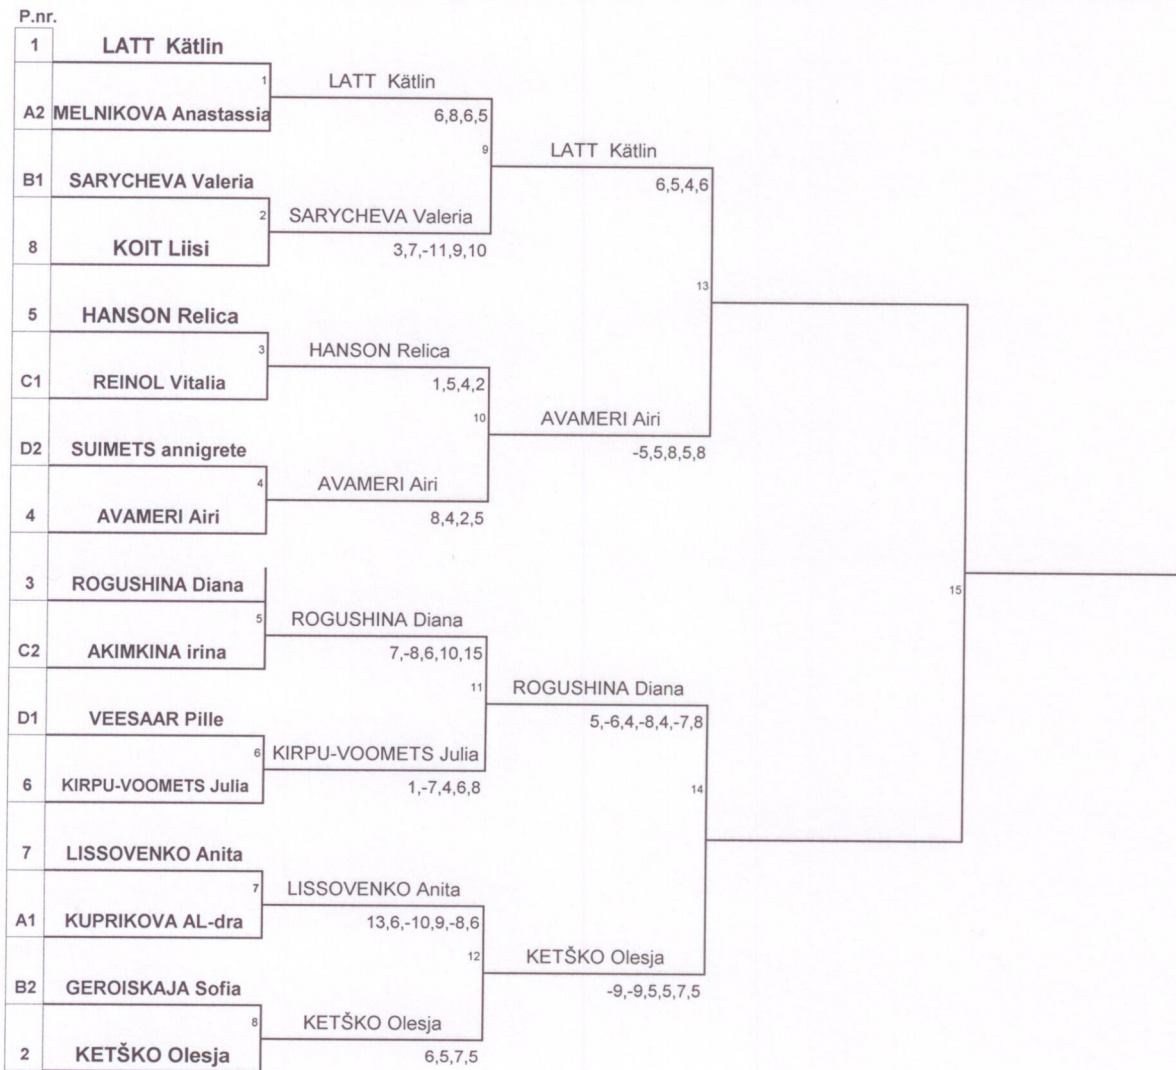 P.nr.
1 LATT Kätlin
1 LATT Kätlin
A2 MELNIKOVA Anastassia 6,8,6,5
9 LATT Kätlin
B1 SARYCHEVA Valeria 6,5,4,6
2 SARYCHEVA Valeria
8 KOIT Liisi 3,7,-11,9,10
13
5 HANSON Relica
3 HANSON Relica
C1 REINOL Vitalia 1,5,4,2
10 AVAMERI Airi
D2 SUIMETS annigrete -5,5,8,5,8
4 AVAMERI Airi
4 AVAMERI Airi 8,4,2,5
3 ROGUSHINA Diana 15
5 ROGUSHINA Diana
C2 AKIMKINA irina 7,-8,6,10,15
11 ROGUSHINA Diana
D1 VEESAAR Pille 5,-6,4,-8,4,-7,8
6 KIRPU-VOOMETS Julia
6 KIRPU-VOOMETS Julia 1,-7,4,6,8
14
7 LISSOVENKO Anita
7 LISSOVENKO Anita
A1 KUPRIKOVA AL-dra 13,6,-10,9,-8,6
12 KETŠKO Olesja
B2 GEROISKAJA Sofia -9,-9,5,5,7,5
8 KETŠKO Olesja
2 KETŠKO Olesja 6,5,7,5